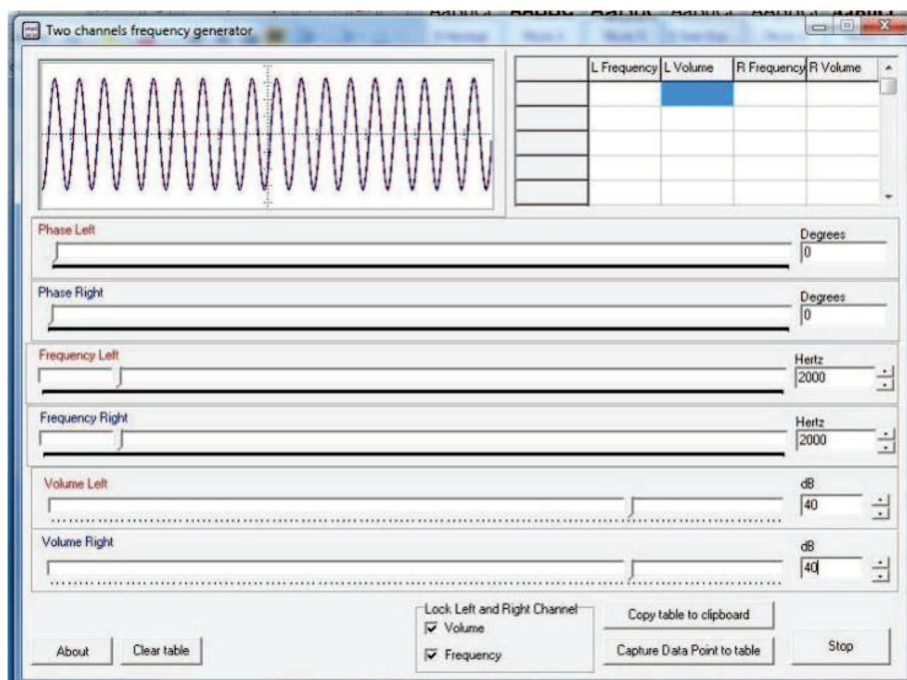 Two channels frequency generator
L Frequency L Volume R Frequency R Volume
Phase Left
Degrees
0
Phase Right
Degrees
0
Frequency Left
Hertz
2000
Frequency Right
Hertz
2000
Volume Left
dB
40
Volume Right
dB
40
Lock Left and Right Channel
Volume
Frequency
Copy table to clipboard
About
Clear table
Capture Data Point to table
Stop